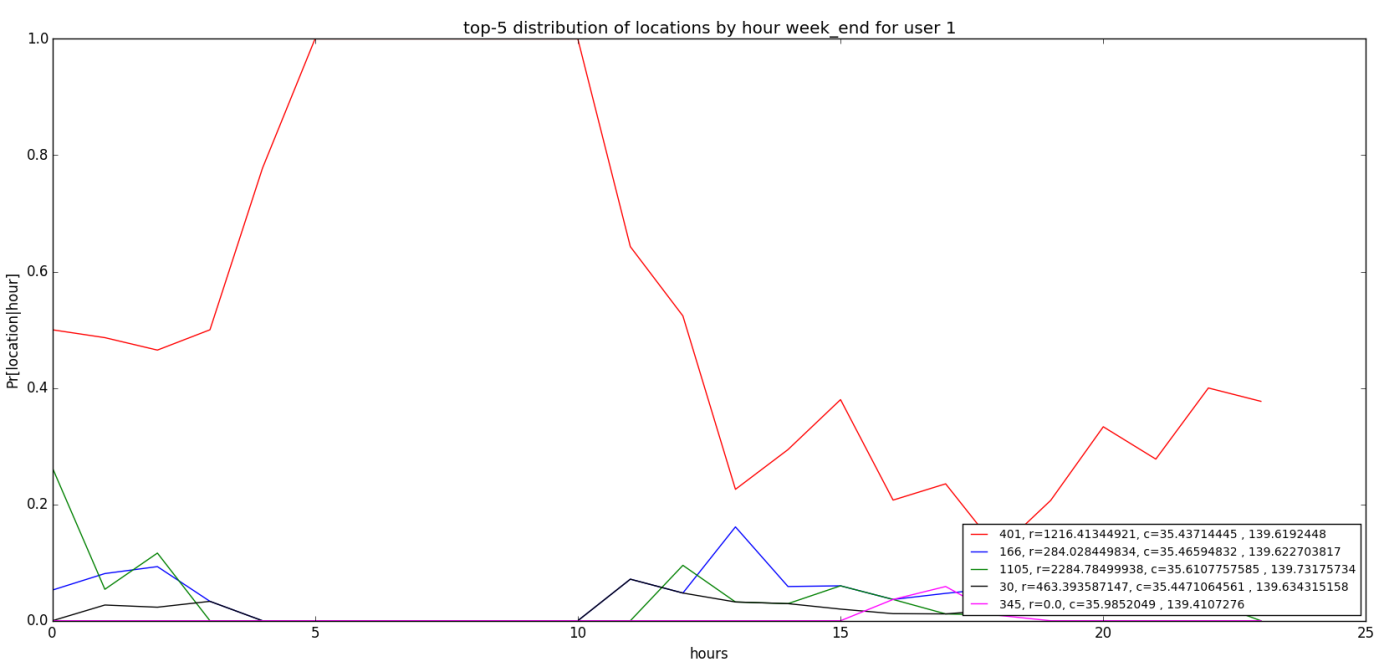 top-5 distribution of locations by hour week_end for user 1
1.0
0.8
0.6
0.4
0.2
0.0
Pr[location|hour]
0 5 10 15 20 25
hours
401, r=1216.41344921, c=35.43714445 , 139.6192448
166, r=284.028449834, c=35.46594832 , 139.622703817
1105, r=2284.78499938, c=35.6107757585 , 139.73175734
30, r=463.393587147, c=35.4471064561 , 139.634315158
345, r=0.0, c=35.9852049 , 139.4107276